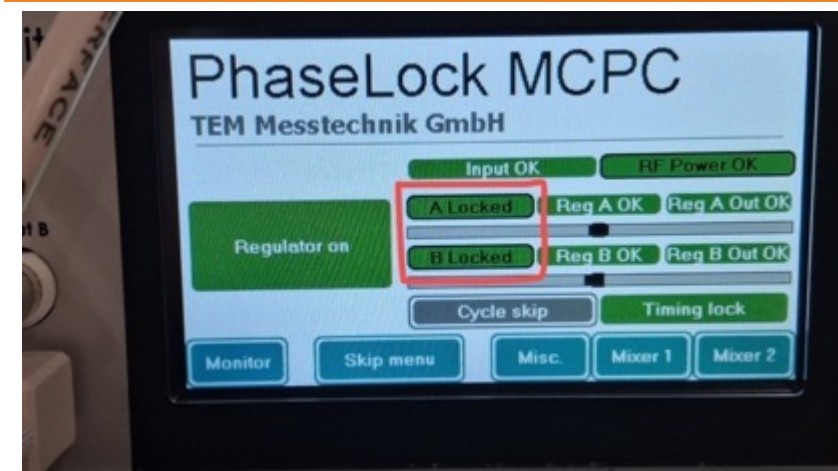 PhaseLock MCPC
TEM Messtechnik GmbH
Input OK RF Power OK
A Locked Reg A OK Reg A Out OK
Regulator on
B Locked Reg B OK Reg B Out OK
Cycle skip Timing lock
Monitor Skip menu Misc. Mixer 1 Mixer 2